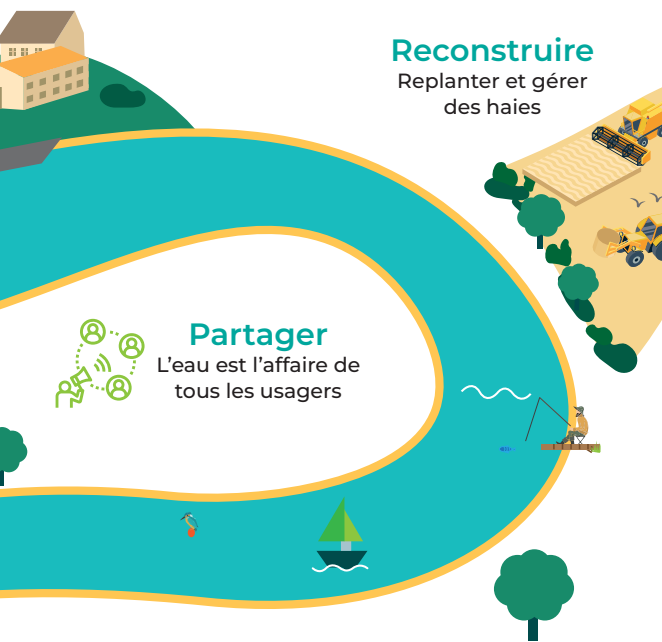 Reconstruire
Replanter et gérer
des haies
Partager
L'eau est l'affaire de
tous les usagers